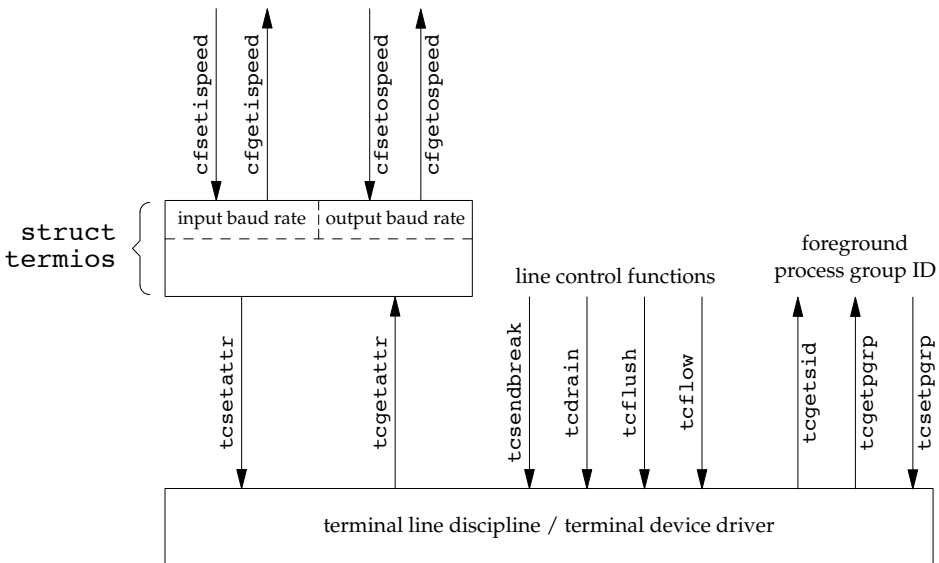 cfsetispeed
cfgetispeed
cfsetospeed
cfgetospeed
struct
termios
input baud rate
output baud rate
line control functions
foreground
process group ID
tcsetattr
tcgetattr
tcsendbreak
tcdrain
tcflush
tcflow
tcgetsid
tcgetpgrp
tcsetpgrp
terminal line discipline / terminal device driver